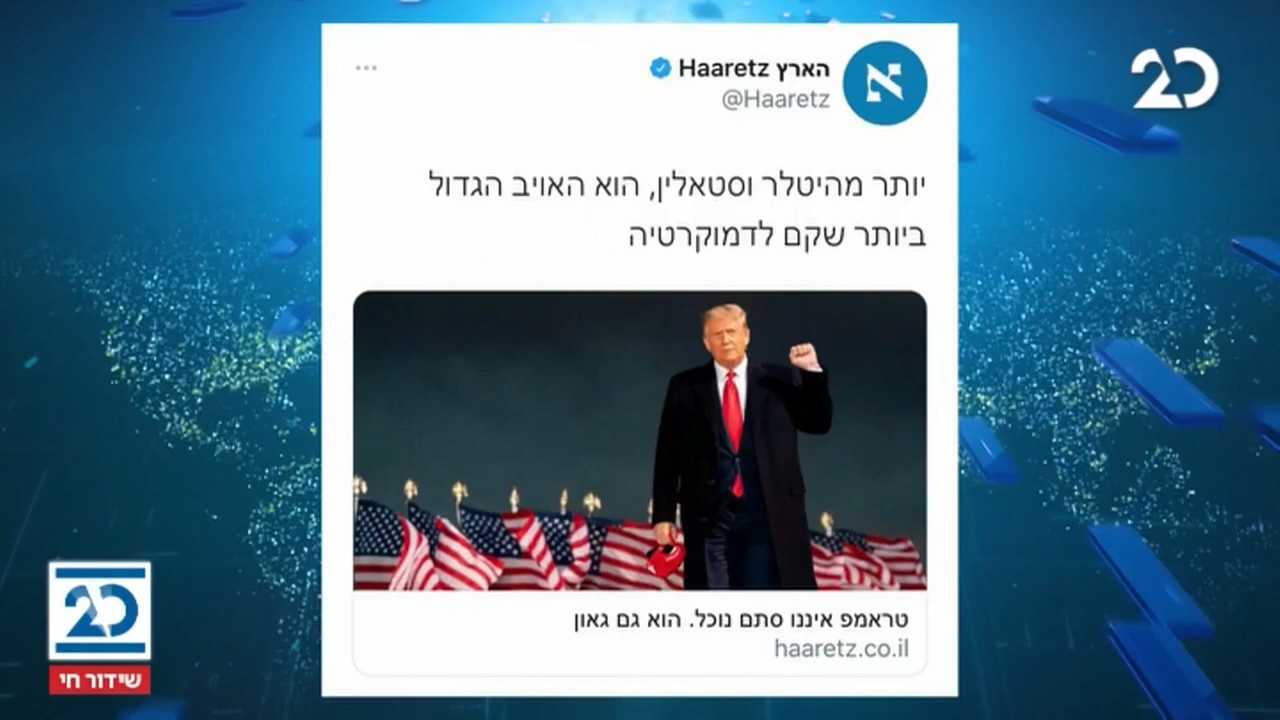 הארץ Haaretz
@Haaretz
20
יותר מהיטלר וסטאלין, הוא האויב הגדול
ביותר שקם לדמוקרטיה
טראמפ איננו סתם נוכל. הוא גם גאון
haaretz.co.il
20
שידור חי